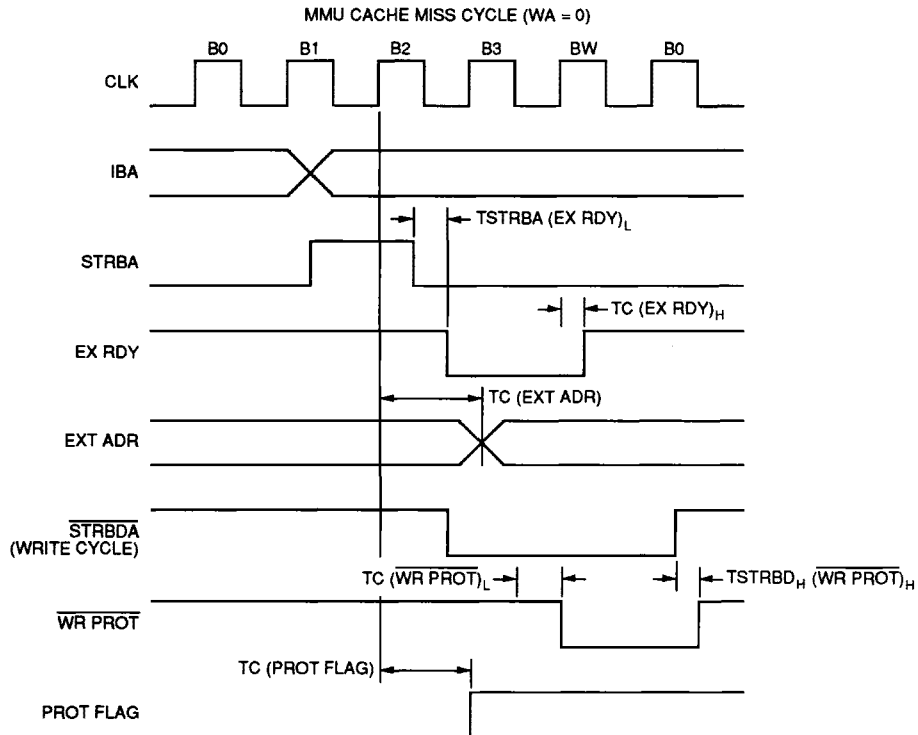 MMU CACHE MISS CYCLE (WA = 0)
B0 B1 B2 B3 BW B0
CLK
IBA
TSTRBA (EX RDY)L
STRBA
TC (EX RDY)H
EX RDY
TC (EXT ADR)
EXT ADR
STRBDA
(WRITE CYCLE)
TC (WR PROT)L TSTRBDH (WR PROT)H
WR PROT
TC (PROT FLAG)
PROT FLAG